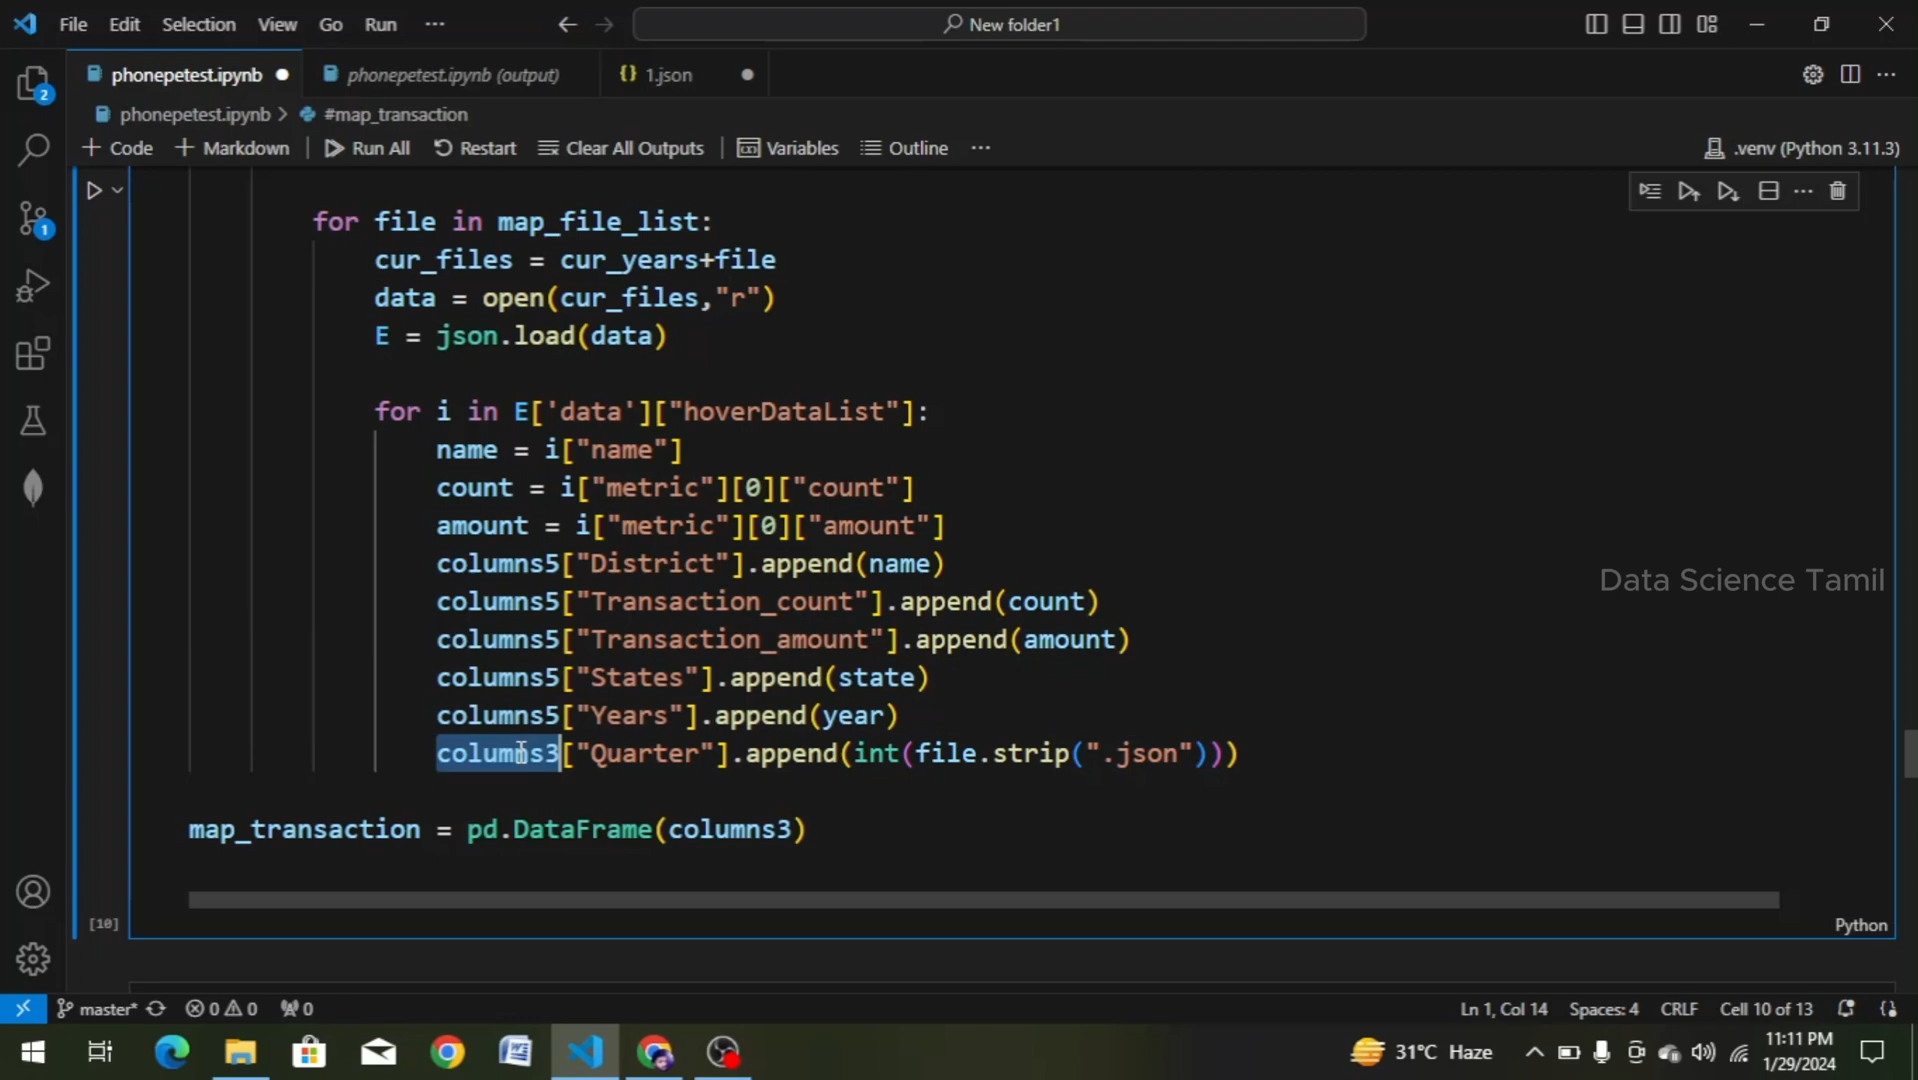 File Edit Selection View Go Run ··· New folder1
phonepetest.ipynb phonepetest.ipynb (output) {} 1.json
phonepetest.ipynb > #map_transaction
+ Code + Markdown Run All Restart Clear All Outputs Variables Outline ··· .venv (Python 3.11.3)
for file in map_file_list:
cur_files = cur_years+file
data = open(cur_files,"r")
E = json.load(data)
for i in E['data']["hoverDataList"]:
name = i["name"]
count = i["metric"][0]["count"]
amount = i["metric"][0]["amount"]
columns5["District"].append(name)
Data Science Tamil
columns5["Transaction_count"].append(count)
columns5["Transaction_amount"].append(amount)
columns5["States"].append(state)
columns5["Years"].append(year)
columns3["Quarter"].append(int(file.strip(".json")))
map_transaction = pd.DataFrame(columns3)
[10] Python
2
1
master* 0 0 0 Ln 1, Col 14 Spaces: 4 CRLF Cell 10 of 13
31°C Haze 11:11 PM
1/29/2024